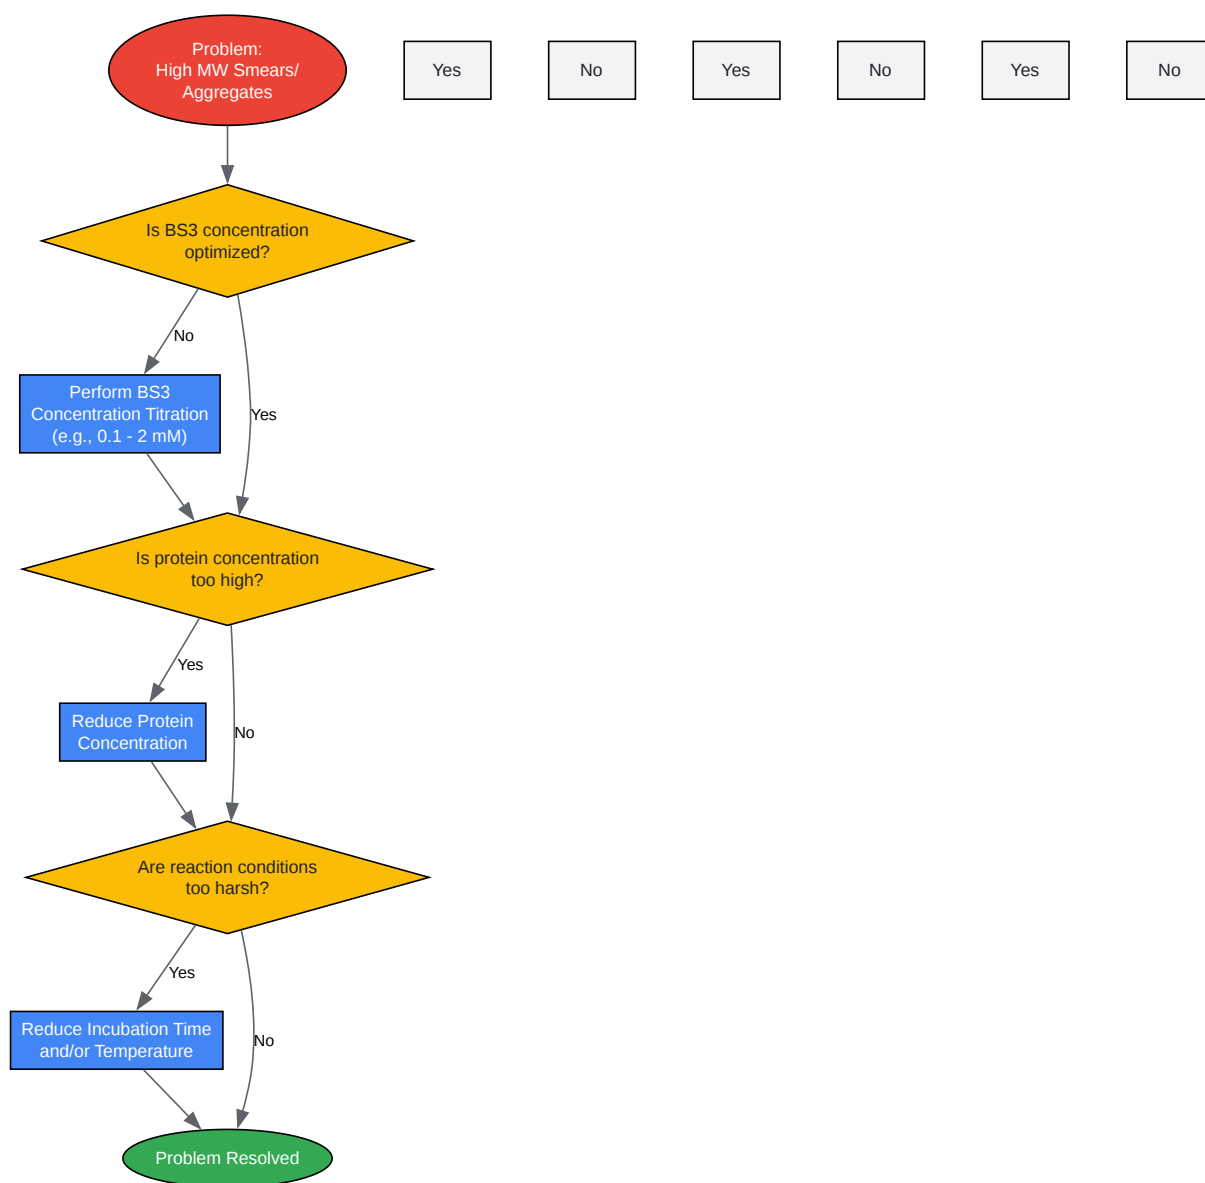 Problem:
High MW Smears/
Aggregates
Yes
No
Yes
No
Yes
No
Is BS3 concentration
optimized?
No
Perform BS3
Concentration Titration
(e.g., 0.1 - 2 mM)
Yes
Is protein concentration
too high?
Yes
Reduce Protein
Concentration
No
Are reaction conditions
too harsh?
Yes
Reduce Incubation Time
and/or Temperature
No
Problem Resolved